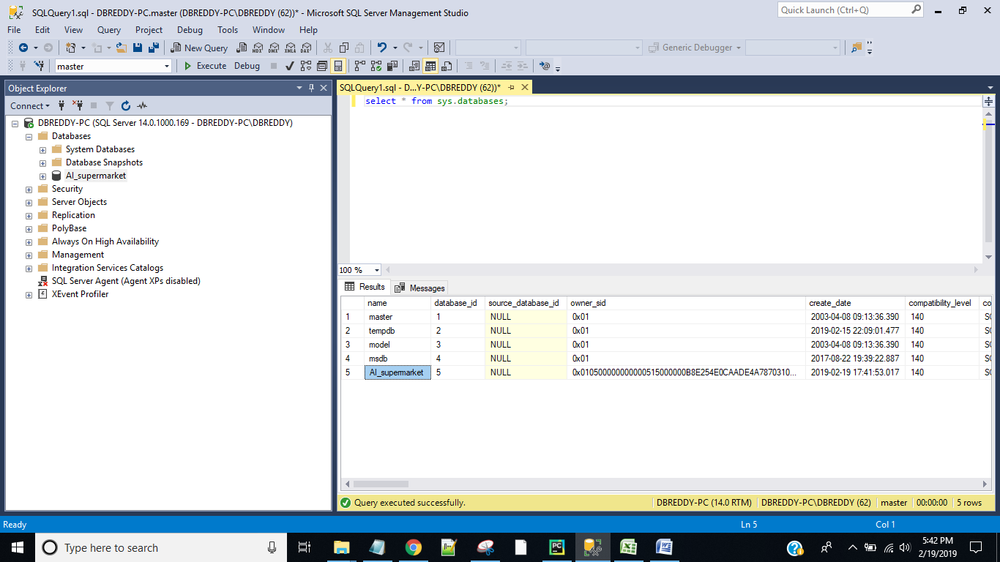 SQLQuery1.sql - DBREDDY-PC.master (DBREDDY-PC\DBREDDY (62))* - Microsoft SQL Server Management Studio
Quick Launch (Ctrl+Q)
File Edit View Query Project Debug Tools Window Help
New Query MDX DMX XMLA DAX Generic Debugger
master Execute Debug
Object Explorer
Connect
DBREDDY-PC (SQL Server 14.0.1000.169 - DBREDDY-PC\DBREDDY)
Databases
System Databases
Database Snapshots
AI_supermarket
Security
Server Objects
Replication
PolyBase
Always On High Availability
Management
Integration Services Catalogs
SQL Server Agent (Agent XPs disabled)
XEvent Profiler
SQLQuery1.sql - D...Y-PC\DBREDDY (62))*
select * from sys.databases;
100 %
Results Messages
name database_id source_database_id owner_sid create_date compatibility_level co
1 master 1 NULL 0x01 2003-04-08 09:13:36.390 140 SQ
2 tempdb 2 NULL 0x01 2019-02-15 22:09:01.477 140 SQ
3 model 3 NULL 0x01 2003-04-08 09:13:36.390 140 SQ
4 msdb 4 NULL 0x01 2017-08-22 19:39:22.887 140 SQ
5 AI_supermarket 5 NULL 0x010500000000000515000000B8E254E0CAADE4A7870310... 2019-02-19 17:41:53.017 140 SQ
Query executed successfully. DBREDDY-PC (14.0 RTM) DBREDDY-PC\DBREDDY (62) master 00:00:00 5 rows
Ready Ln 5 Col 1
Type here to search
5:42 PM
2/19/2019